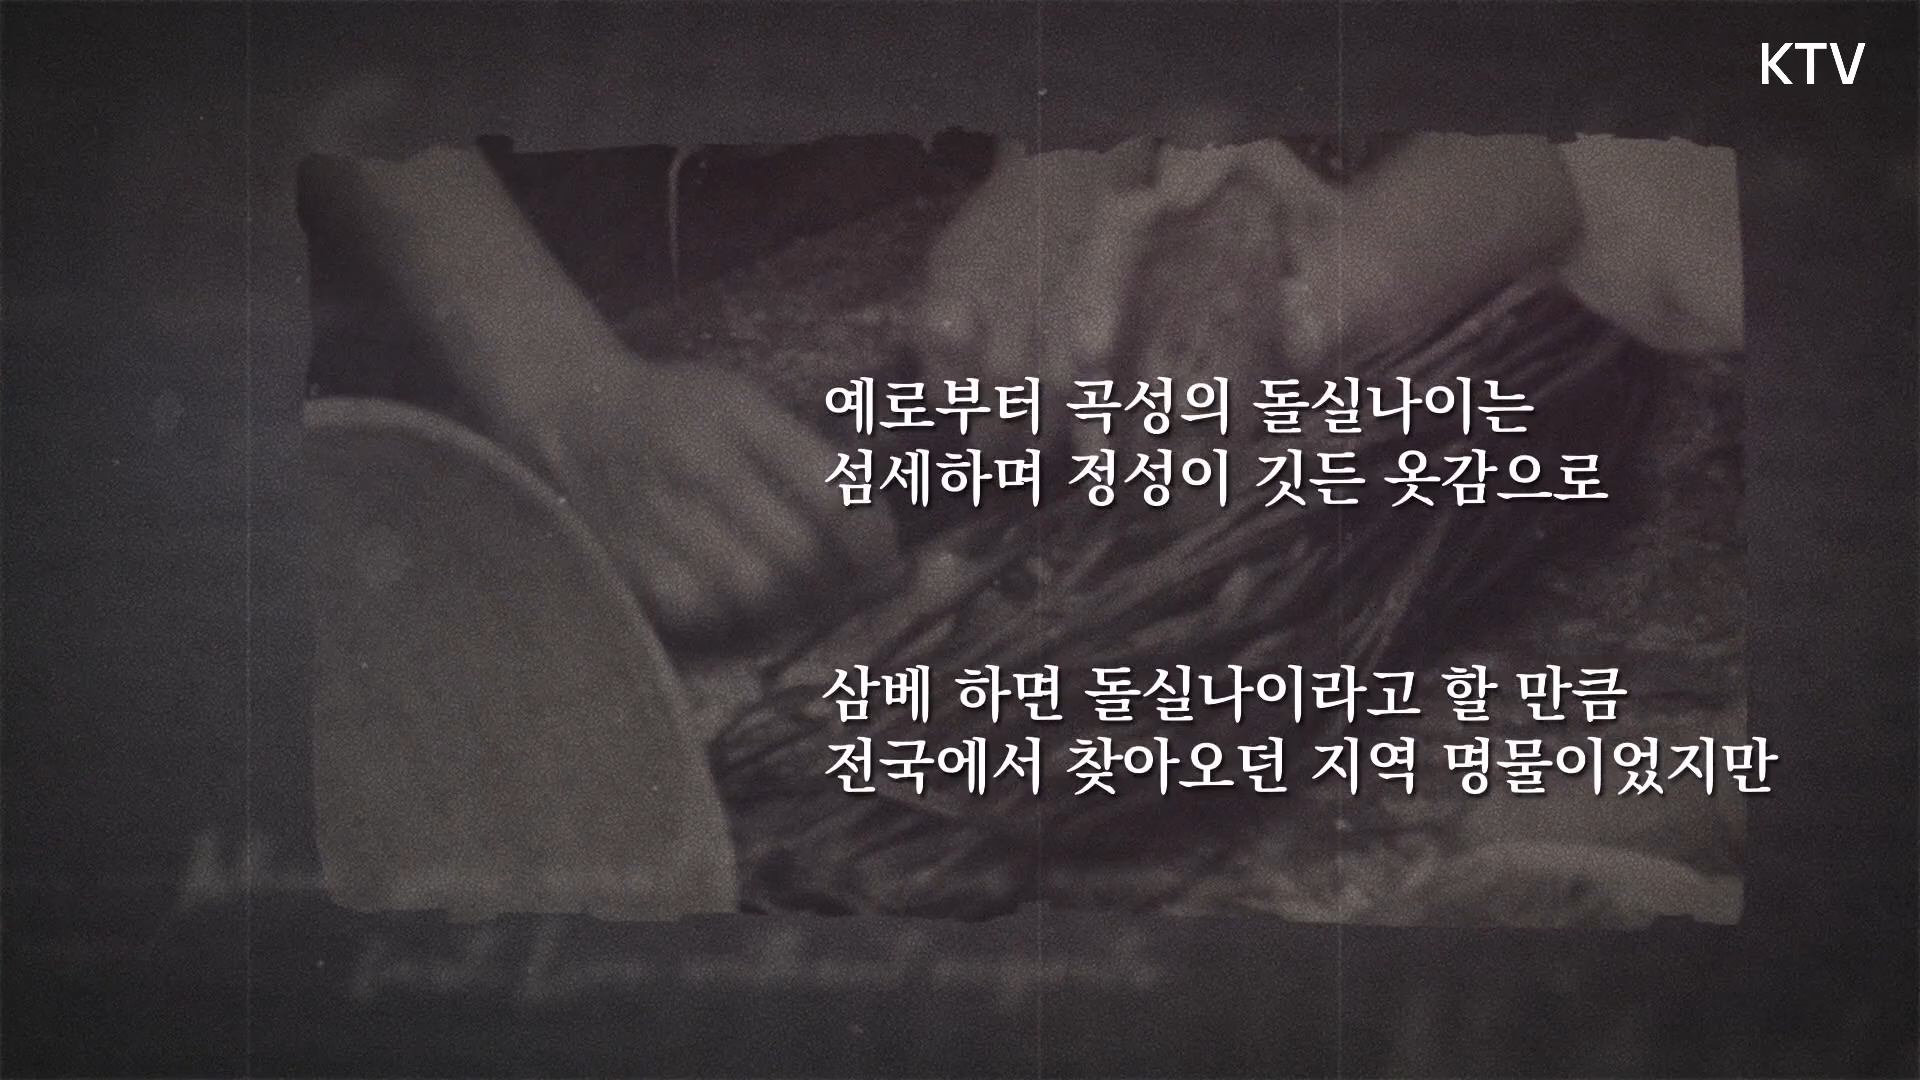 KTV
예로부터 곡성의 돌실나이는
섬세하며 정성이 깃든 옷감으로
삼베 하면 돌실나이라고 할 만큼
전국에서 찾아오던 지역 명물이었지만